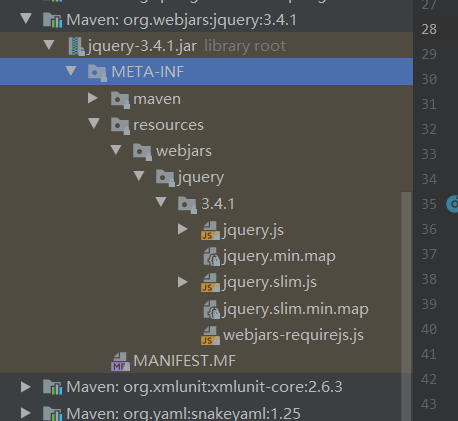 Maven: org.webjars:jquery:3.4.1
jquery-3.4.1.jar library root
META-INF
maven
resources
webjars
jquery
3.4.1
jquery.js
jquery.min.map
jquery.slim.js
jquery.slim.min.map
webjars-requirejs.js
MANIFEST.MF
Maven: org.xmlunit:xmlunit-core:2.6.3
Maven: org.yaml:snakeyaml:1.25
27
28
29
30
31
32
33
34
35
36
37
38
39
40
41
42
43